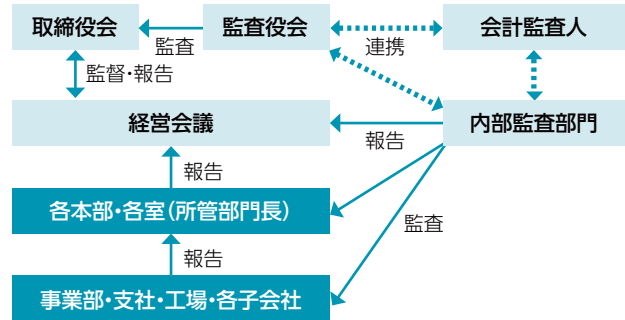 取締役会
監査
監査役会
連携
会計監査人
監督・報告
経営会議
報告
内部監査部門
報告
各本部・各室（所管部門長）
監査
報告
事業部・支社・工場・各子会社